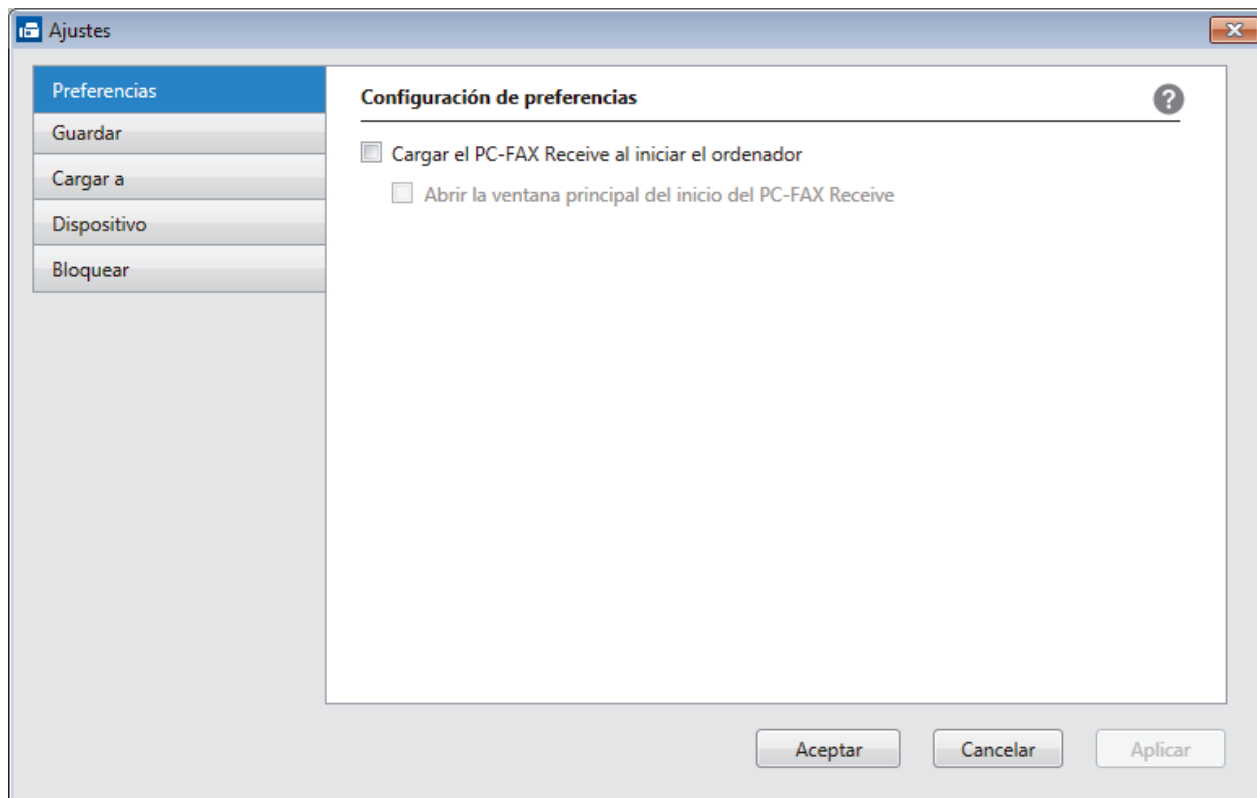 Ajustes
Preferencias
Guardar
Cargar a
Dispositivo
Bloquear
Configuración de preferencias
?
Cargar el PC-FAX Receive al iniciar el ordenador
Abrir la ventana principal del inicio del PC-FAX Receive
Aceptar
Cancelar
Aplicar